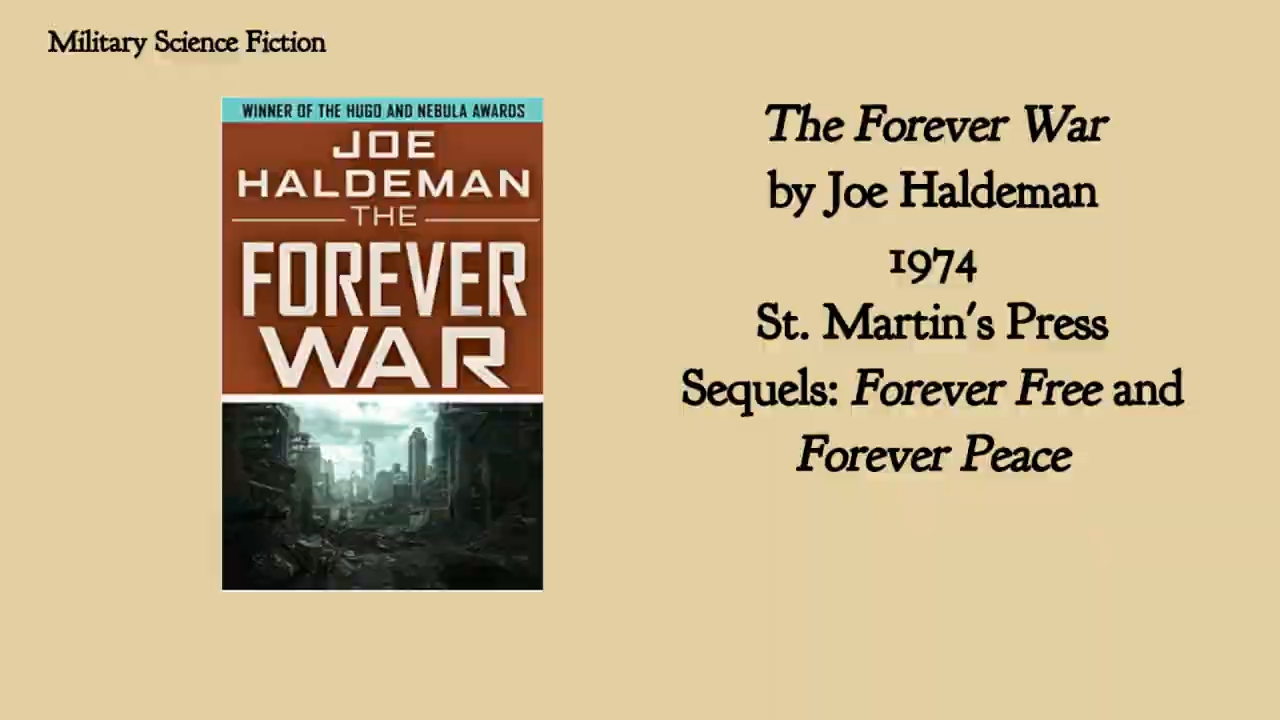 Military Science Fiction
WINNER OF THE HUGO AND NEBULA AWARDS
JOE
HALDEMAN
THE
FOREVER
WAR
The Forever War
by Joe Haldeman
1974
St. Martin's Press
Sequels: Forever Free and
Forever Peace